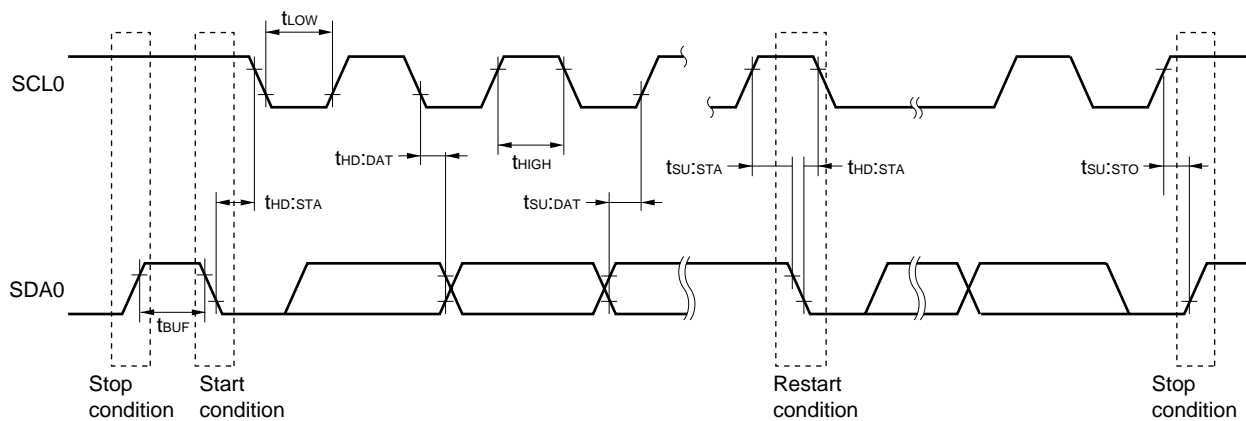 tLOW
SCL0
tHD:DAT
tHIGH
tSU:STA
tHD:STA
tSU:STO
tHD:STA
tSU:DAT
SDA0
tBUF
Stop
condition
Start
condition
Restart
condition
Stop
condition